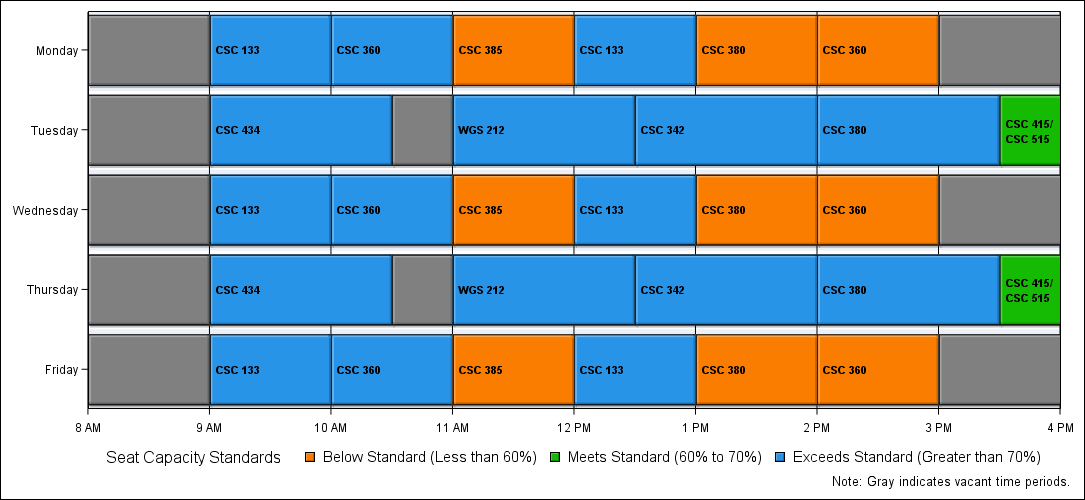 Monday
CSC 133
CSC 360
CSC 385
CSC 133
CSC 380
CSC 360
Tuesday
CSC 434
WGS 212
CSC 342
CSC 380
CSC 415/
CSC 515
Wednesday
CSC 133
CSC 360
CSC 385
CSC 133
CSC 380
CSC 360
Thursday
CSC 434
WGS 212
CSC 342
CSC 380
CSC 415/
CSC 515
Friday
CSC 133
CSC 360
CSC 385
CSC 133
CSC 380
CSC 360
8 AM 9 AM 10 AM 11 AM 12 PM 1 PM 2 PM 3 PM 4 PM
Seat Capacity Standards Below Standard (Less than 60%) Meets Standard (60% to 70%) Exceeds Standard (Greater than 70%)
Note: Gray indicates vacant time periods.